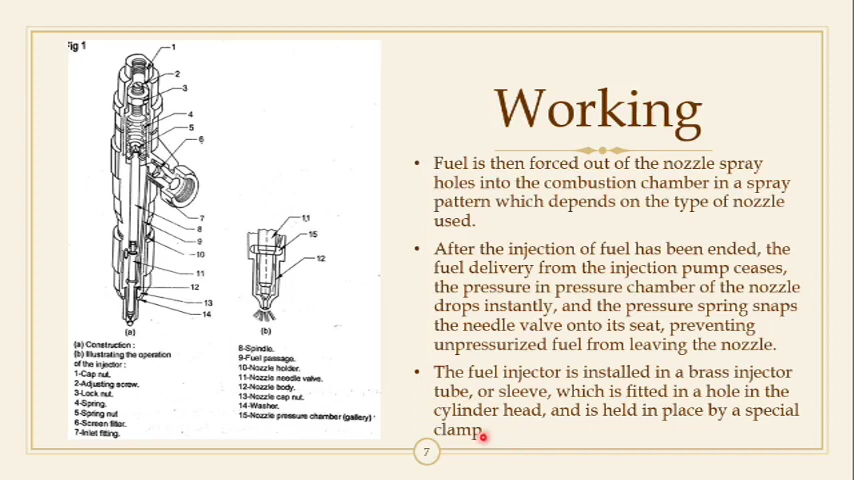 Fig 1
1
2
3
4
5
6
7
8
9
10
11
12
13
14
(a)
11
15
12
(b)
(a) Construction :
(b) Illustrating the operation
of the injector :
1-Cap nut.
2-Adjusting screw.
3-Lock nut.
4-Spring.
5-Spring nut
6-Screen filter.
7-Inlet fitting.
8-Spindle.
9-Fuel passage.
10-Nozzle holder.
11-Nozzle needle valve.
12-Nozzle body.
13-Nozzle cap nut.
14-Washer.
15-Nozzle pressure chamber (gallery)
Working
• Fuel is then forced out of the nozzle spray
holes into the combustion chamber in a spray
pattern which depends on the type of nozzle
used.
• After the injection of fuel has been ended, the
fuel delivery from the injection pump ceases,
the pressure in pressure chamber of the nozzle
drops instantly, and the pressure spring snaps
the needle valve onto its seat, preventing
unpressurized fuel from leaving the nozzle.
• The fuel injector is installed in a brass injector
tube, or sleeve, which is fitted in a hole in the
cylinder head, and is held in place by a special
clamp.
7